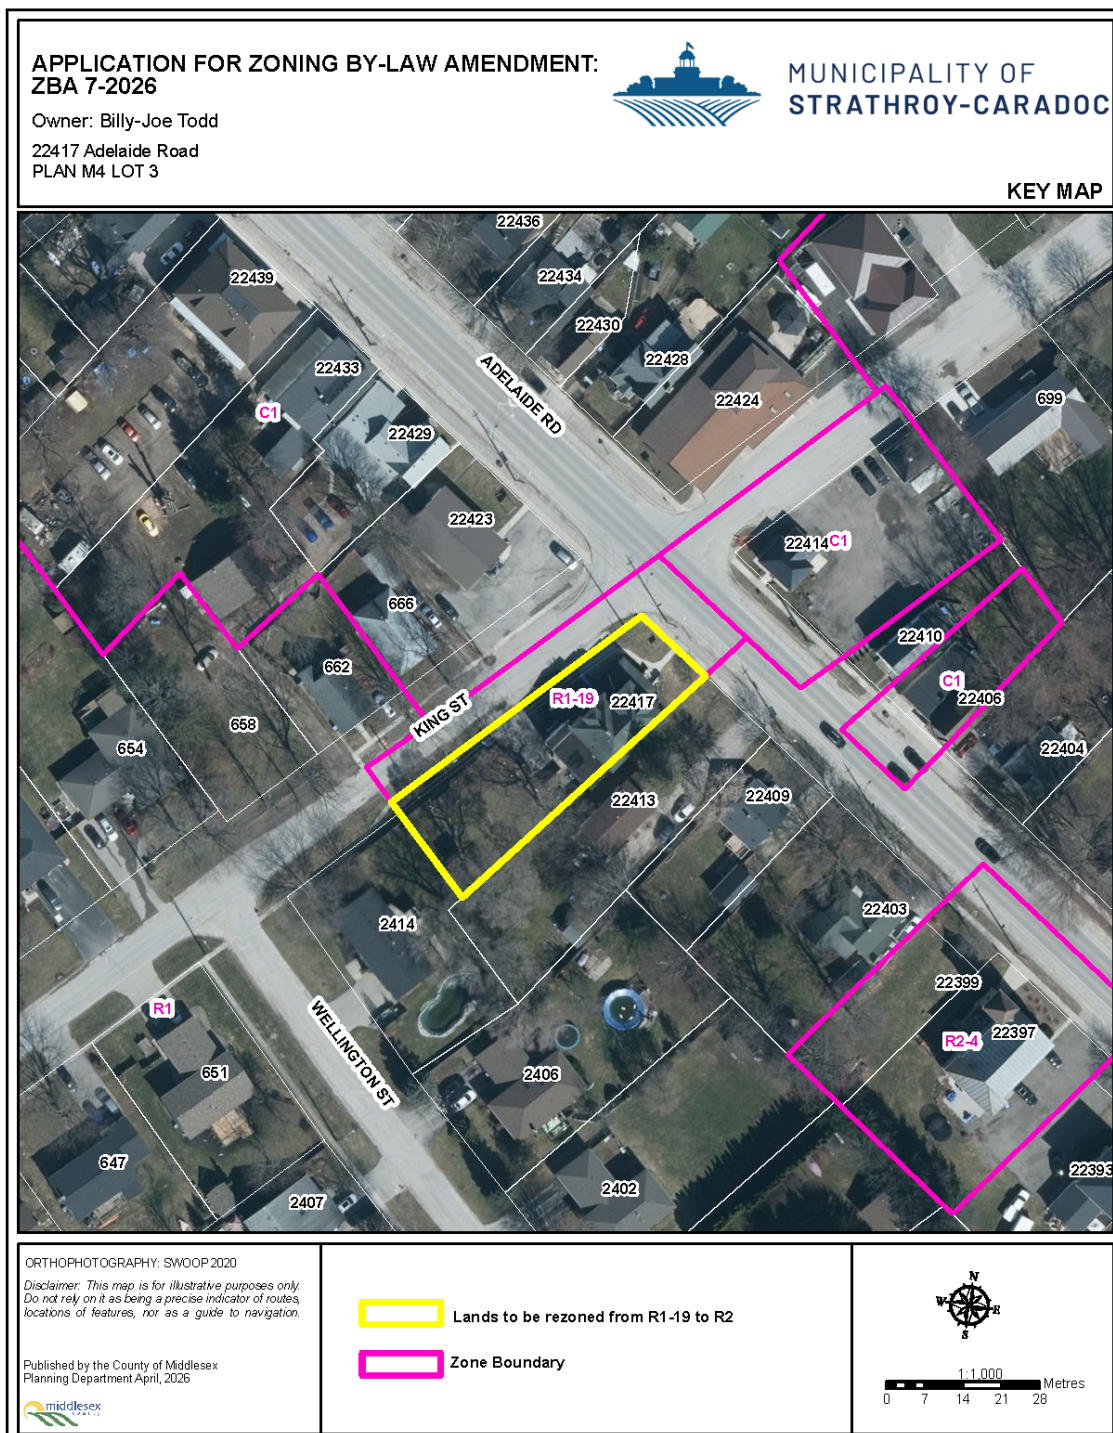 APPLICATION FOR ZONING BY-LAW AMENDMENT:
ZBA 7-2026
Owner: Billy-Joe Todd
22417 Adelaide Road
PLAN M4 LOT 3
MUNICIPALITY OF
STRATHROY-CARADOC
KEY MAP
22436
22439
22434
22430
22428
22433
ADELAIDE RD
22424
699
C1
22429
22423
22414 C1
666
22410
662
C1
22406
R1-19
22417
KING ST
658
654
22404
22409
22413
22403
2414
22399
R1
WELLINGTON ST
22397
R2-4
651
2406
647
22393
2407
2402
ORTHOPHOTOGRAPHY: SWOOP 2020
Disclaimer: This map is for illustrative purposes only.
Do not rely on it as being a precise indicator of routes,
locations of features, nor as a guide to navigation.
Published by the County of Middlesex
Planning Department April, 2026
middlesex
Lands to be rezoned from R1-19 to R2
Zone Boundary
N
W
E
S
1:1,000
Metres
0 7 14 21 28